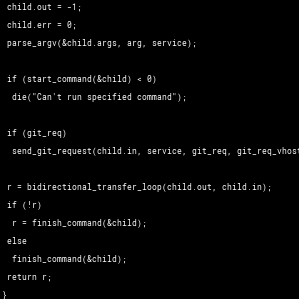 child.out = -1;
child.err = 0;
parse_argv(&child.args, arg, service);
if (start_command(&child) < 0)
die("Can't run specified command");
if (git_req)
send_git_request(child.in, service, git_req, git_req_vhost
r = bidirectional_transfer_loop(child.out, child.in);
if (!r)
r = finish_command(&child);
else
finish_command(&child);
return r;
}